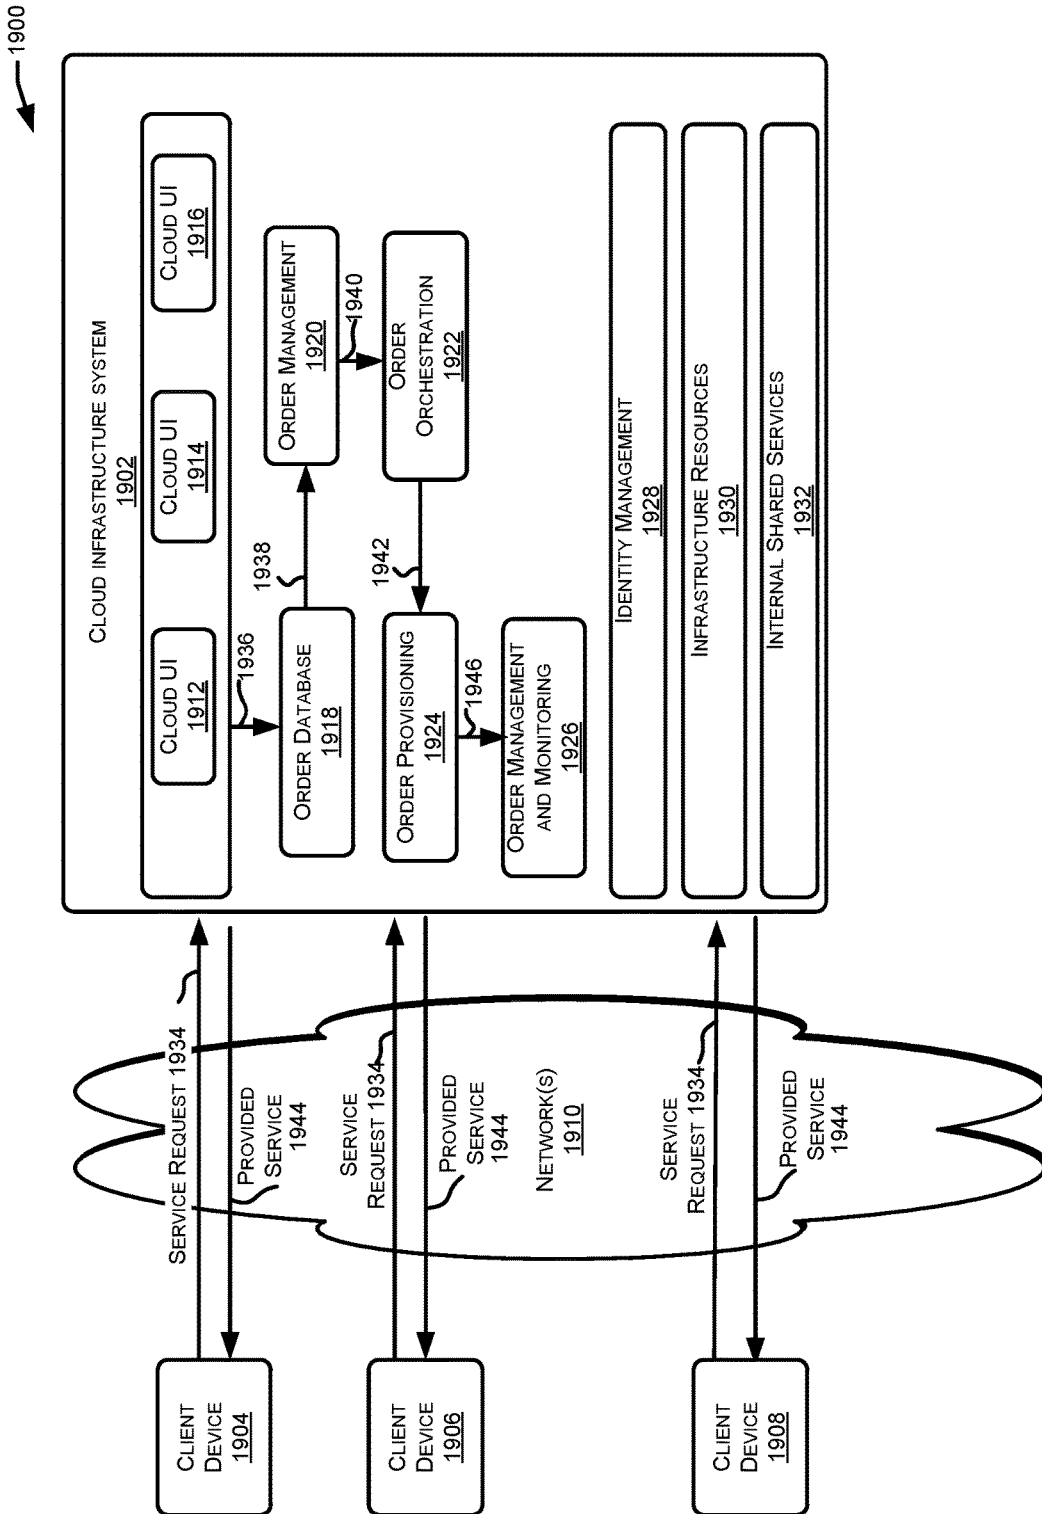 1900
CLOUD INFRASTRUCTURE SYSTEM
1902
CLOUD UI
1912
CLOUD UI
1914
CLOUD UI
1916
1936
ORDER DATABASE
1918
1938
ORDER MANAGEMENT
1920
1940
ORDER
ORCHESTRATION
1922
1942
ORDER PROVISIONING
1924
1946
ORDER MANAGEMENT
AND MONITORING
1926
IDENTITY MANAGEMENT
1928
INFRASTRUCTURE RESOURCES
1930
INTERNAL SHARED SERVICES
1932
CLIENT
DEVICE
1904
SERVICE REQUEST 1934
PROVIDED
SERVICE
1944
CLIENT
DEVICE
1906
SERVICE
REQUEST 1934
PROVIDED
SERVICE
1944
NETWORK(S)
1910
CLIENT
DEVICE
1908
SERVICE
REQUEST 1934
PROVIDED
SERVICE
1944